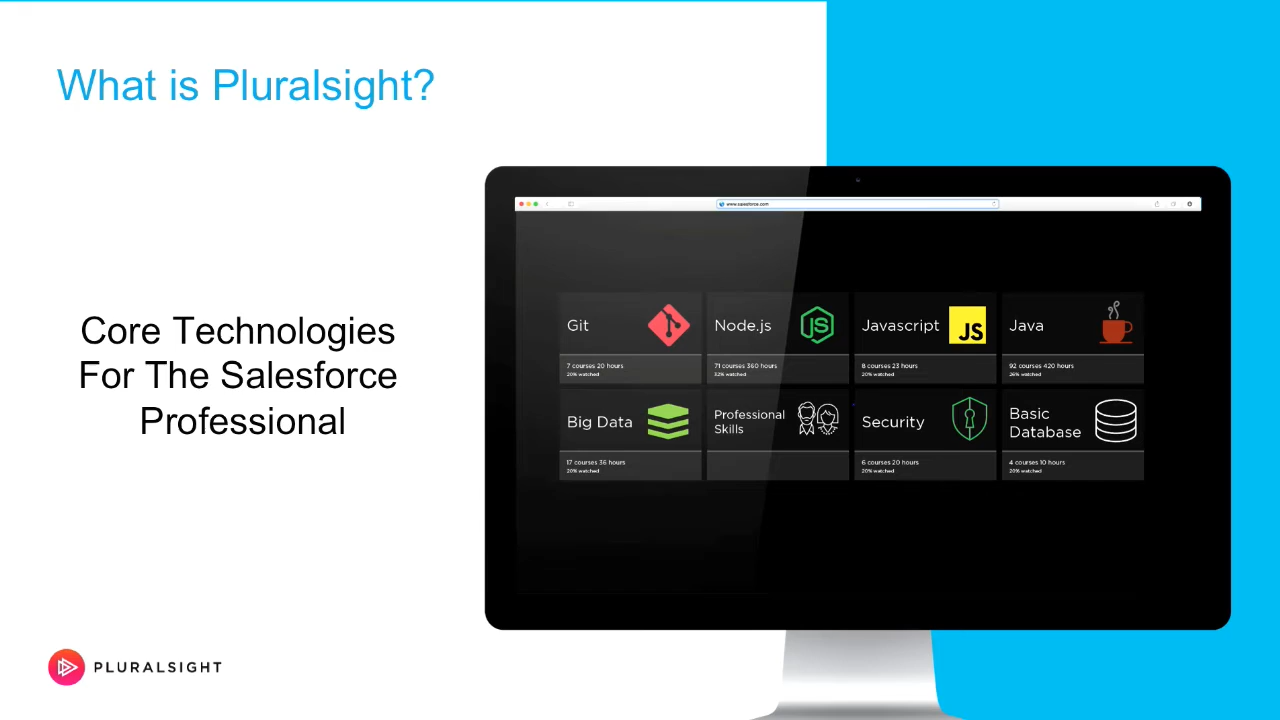 What is Pluralsight?
www.salesforce.com
Git
Node.js
Javascript
JS
Java
7 courses 20 hours
20% watched
71 courses 360 hours
52% watched
8 courses 23 hours
20% watched
92 courses 420 hours
26% watched
Core Technologies
For The Salesforce
Professional
Big Data
Professional
Skills
Security
Basic
Database
17 courses 36 hours
20% watched
6 courses 20 hours
20% watched
4 courses 10 hours
20% watched
PLURALSIGHT